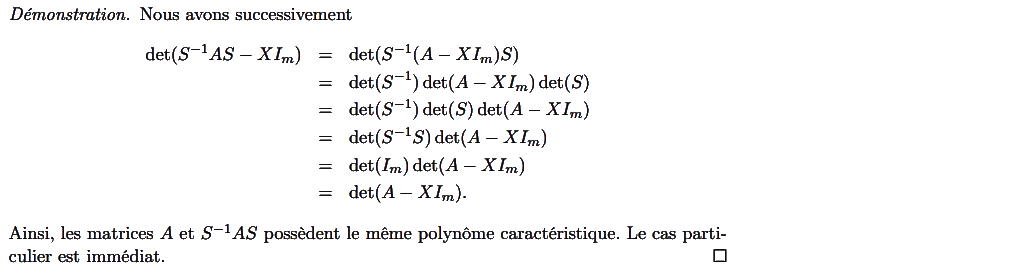 Démonstration. Nous avons successivement
det(S⁻¹AS − XIₘ) = det(S⁻¹(A − XIₘ)S)
= det(S⁻¹) det(A − XIₘ) det(S)
= det(S⁻¹) det(S) det(A − XIₘ)
= det(S⁻¹S) det(A − XIₘ)
= det(Iₘ) det(A − XIₘ)
= det(A − XIₘ).
Ainsi, les matrices A et S⁻¹AS possèdent le même polynôme caractéristique. Le cas parti-
culier est immédiat. □